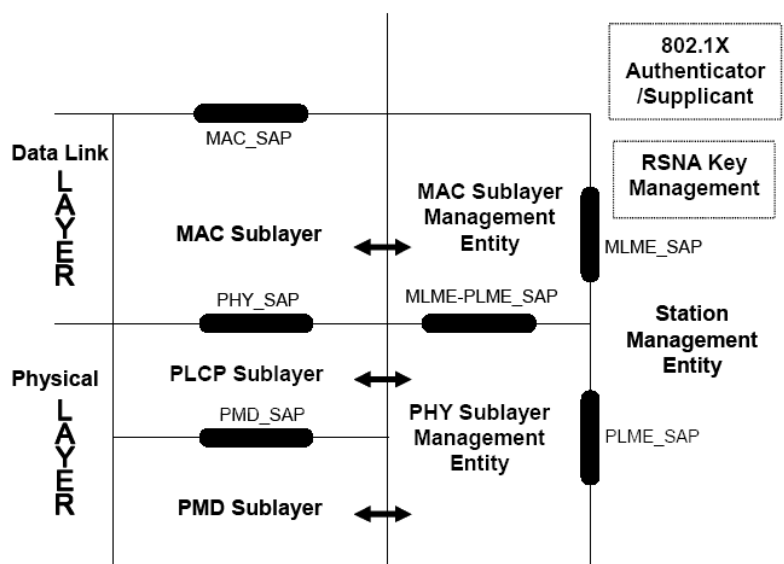 802.1X
Authenticator
/Supplicant
MAC_SAP
Data Link
LAYER
RSNA Key
Management
MAC Sublayer
MAC Sublayer
Management
Entity
MLME_SAP
PHY_SAP
MLME-PLME_SAP
Station
Management
Entity
Physical
LAYER
PLCP Sublayer
PMD_SAP
PHY Sublayer
Management
Entity
PLME_SAP
PMD Sublayer